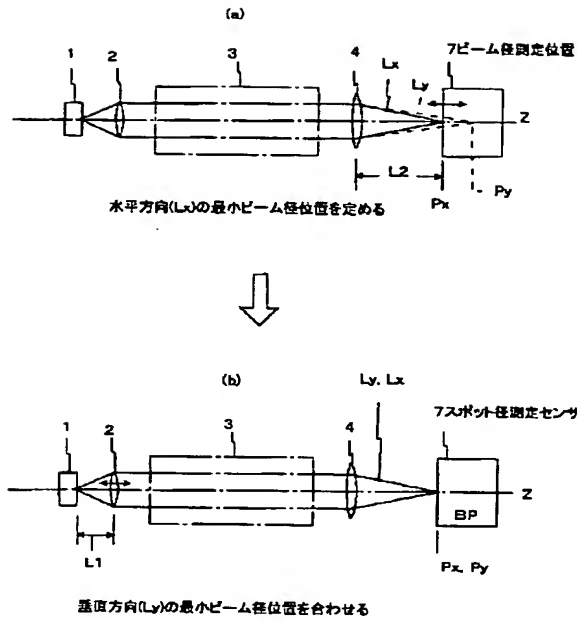 (a)
1 2 3 4 Lx Ly 7ビーム径測定位置
Z
L2
Px Py
水平方向(Lx)の最小ビーム径位置を定める
(b)
Ly, Lx
1 2 3 4 7スポット径測定センサ
Z
BP
L1
Px, Py
垂直方向(Ly)の最小ビーム径位置を合わせる